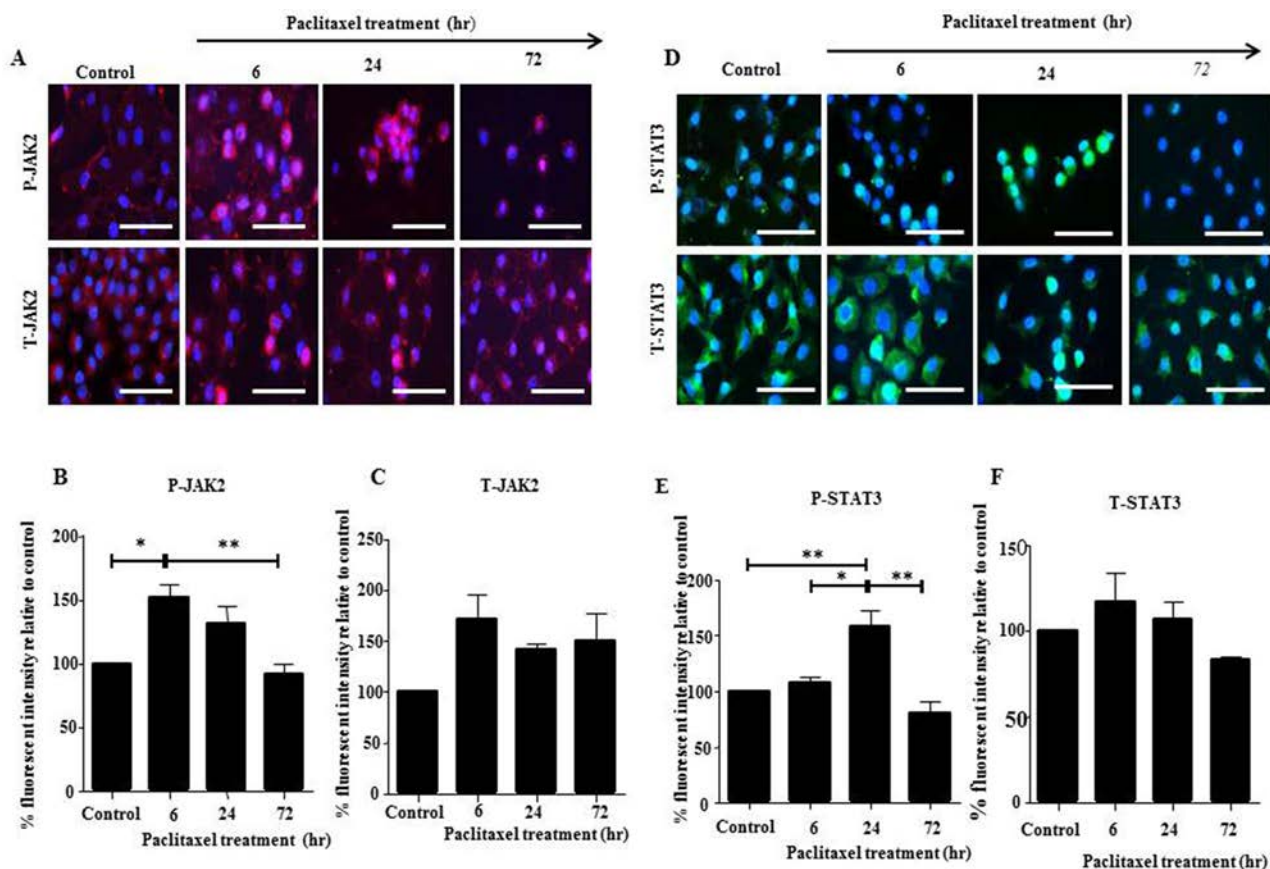 A
Paclitaxel treatment (hr)
Control 6 24 72
P-JAK2
T-JAK2
D
Paclitaxel treatment (hr)
Control 6 24 72
P-STAT3
T-STAT3
B
P-JAK2
% fluorescent intensity relative to control
200
150
100
50
0
* **
Control 6 24 72
Paclitaxel treatment (hr)
C
T-JAK2
% fluorescent intensity relative to control
250
200
150
100
50
0
Control 6 24 72
Paclitaxel treatment (hr)
E
P-STAT3
% fluorescent intensity relative to control
200
150
100
50
0
**
* **
Control 6 24 72
Paclitaxel treatment (hr)
F
T-STAT3
% fluorescent intensity relative to control
150
100
50
0
Control 6 24 72
Paclitaxel treatment (hr)